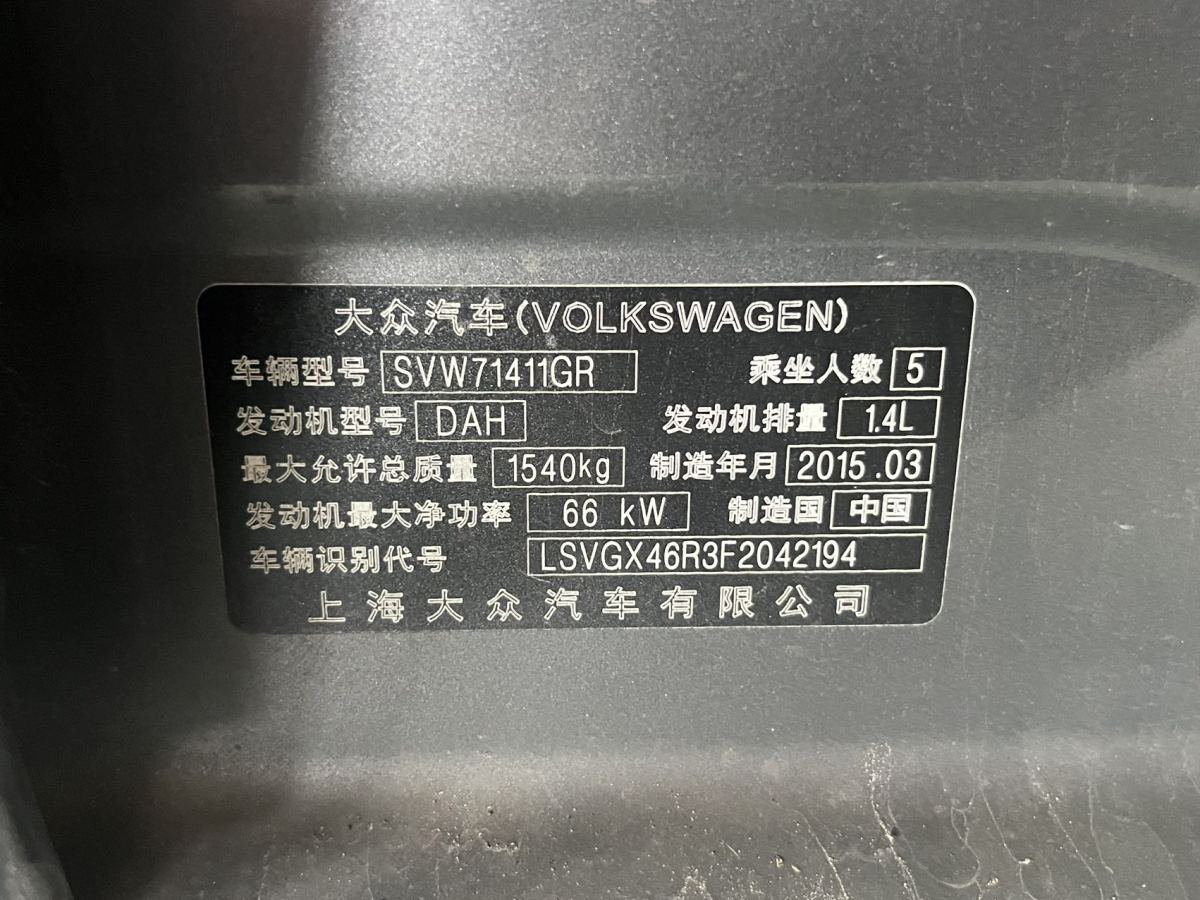 大众汽车(VOLKSWAGEN)
车辆型号 SVW71411GR 乘坐人数 5
发动机型号 DAH 发动机排量 1.4L
最大允许总质量 1540kg 制造年月 2015.03
发动机最大净功率 66 kW 制造国 中国
车辆识别代号 LSVGX46R3F2042194
上海大众汽车有限公司